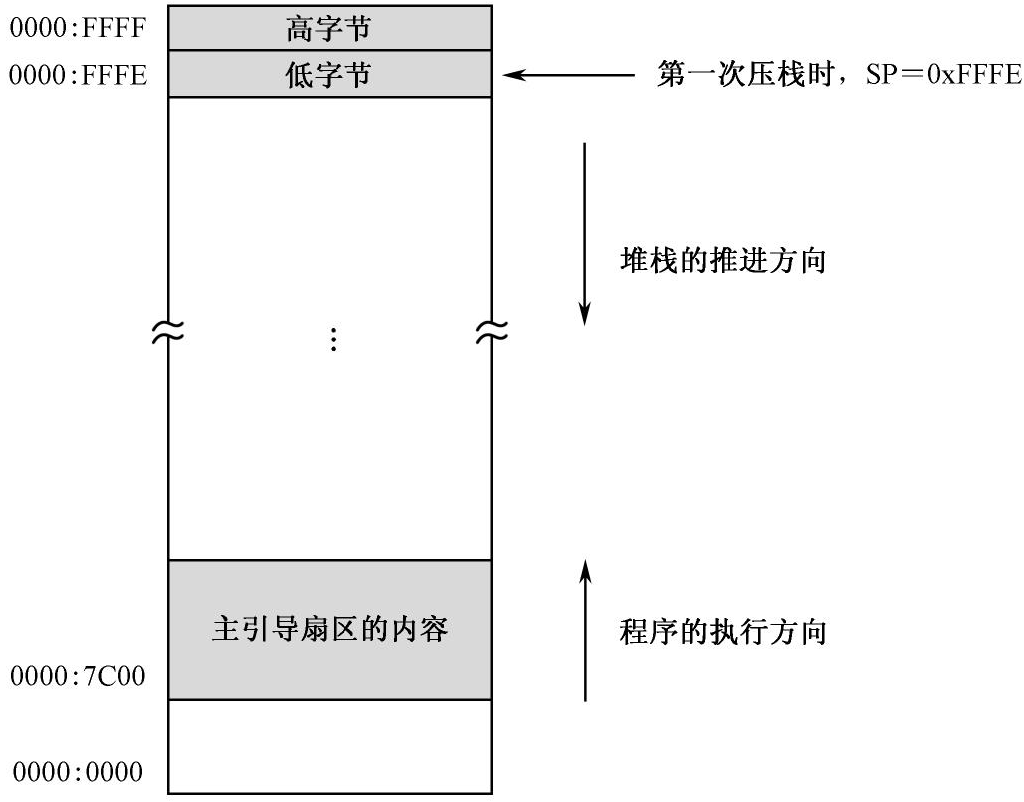 0000:FFFF
高字节
0000:FFFE
低字节
第一次压栈时，SP＝0xFFFE
堆栈的推进方向
⋮
主引导扇区的内容
程序的执行方向
0000:7C00
0000:0000